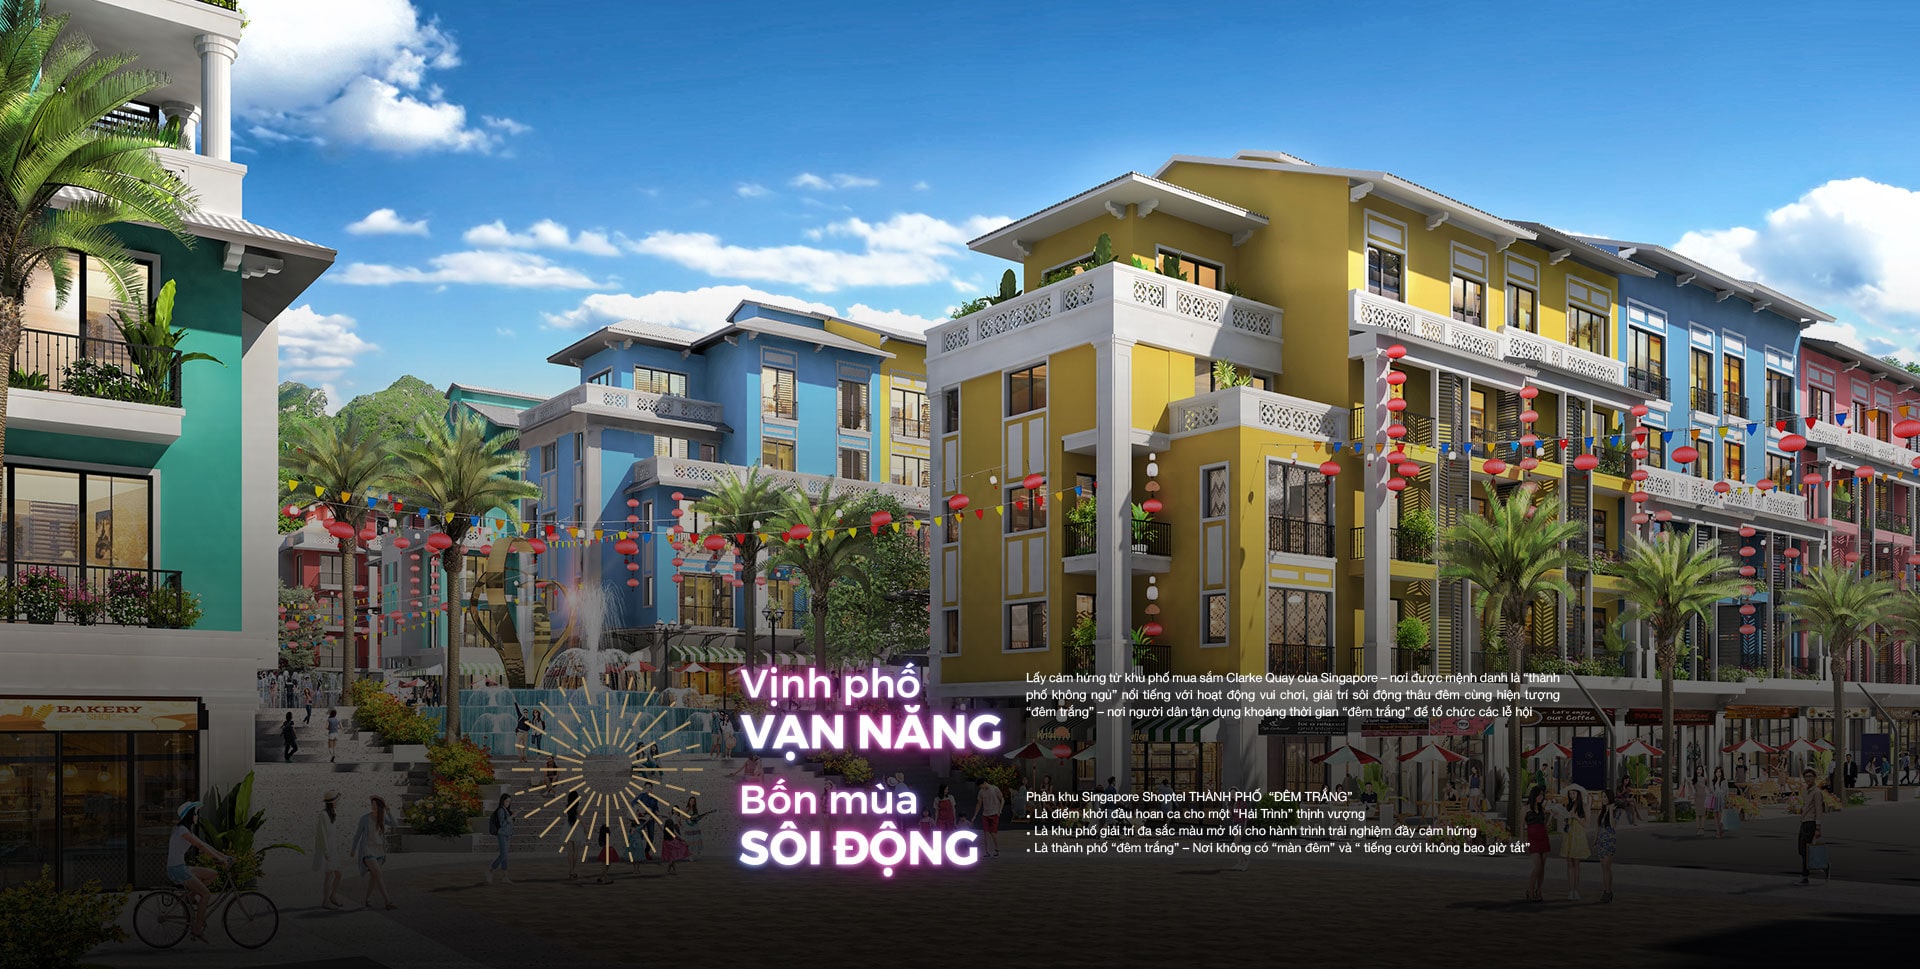 Vịnh phố
VẠN NĂNG
Bốn mùa
SÔI ĐỘNG
Lấy cảm hứng từ khu phố mua sắm Clarke Quay của Singapore – nơi được mệnh danh là “thành
phố không ngủ” nổi tiếng với hoạt động vui chơi, giải trí sôi động thâu đêm cùng hiện tượng
“đêm trắng” – nơi người dân tận dụng khoảng thời gian “đêm trắng” để tổ chức các lễ hội
Phân khu Singapore Shoptel THÀNH PHỐ “ĐÊM TRẮNG”
• Là điểm khởi đầu hoan ca cho một “Hải Trình” thịnh vượng
• Là khu phố giải trí đa sắc màu mở lối cho hành trình trải nghiệm đầy cảm hứng
• Là thành phố “đêm trắng” – Nơi không có “màn đêm” và “ tiếng cười không bao giờ tắt”
BAKERY
SHOP
Let's enjoy
our Coffee